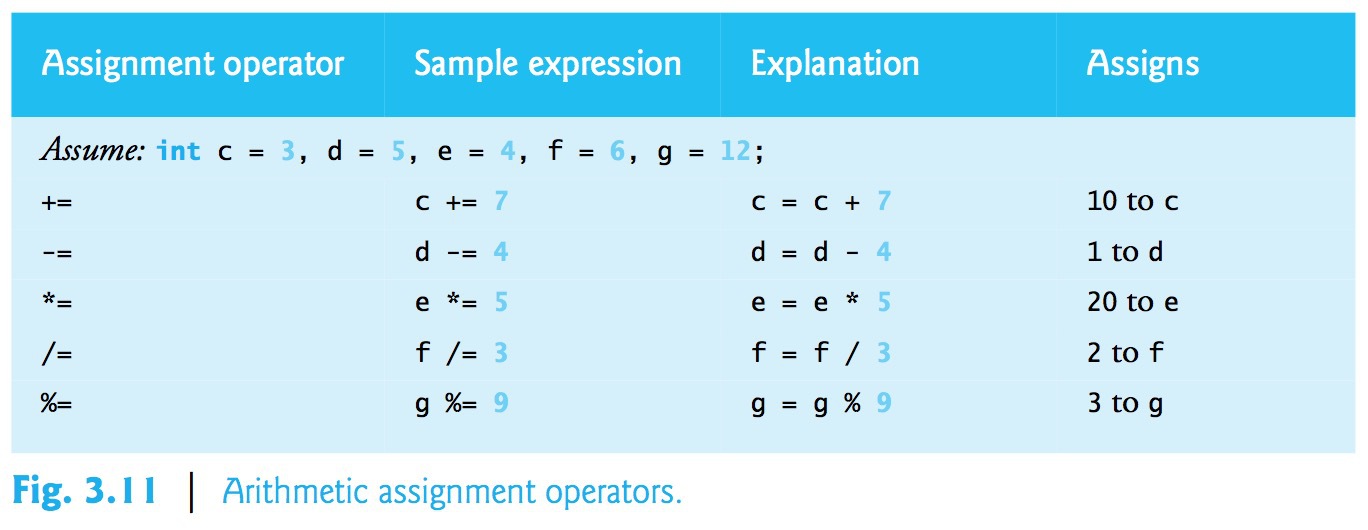 Assignment operator Sample expression Explanation Assigns
Assume: int c = 3, d = 5, e = 4, f = 6, g = 12;
+= c += 7 c = c + 7 10 to c
-= d -= 4 d = d - 4 1 to d
*= e *= 5 e = e * 5 20 to e
/= f /= 3 f = f / 3 2 to f
%= g %= 9 g = g % 9 3 to g
Fig. 3.11 | Arithmetic assignment operators.